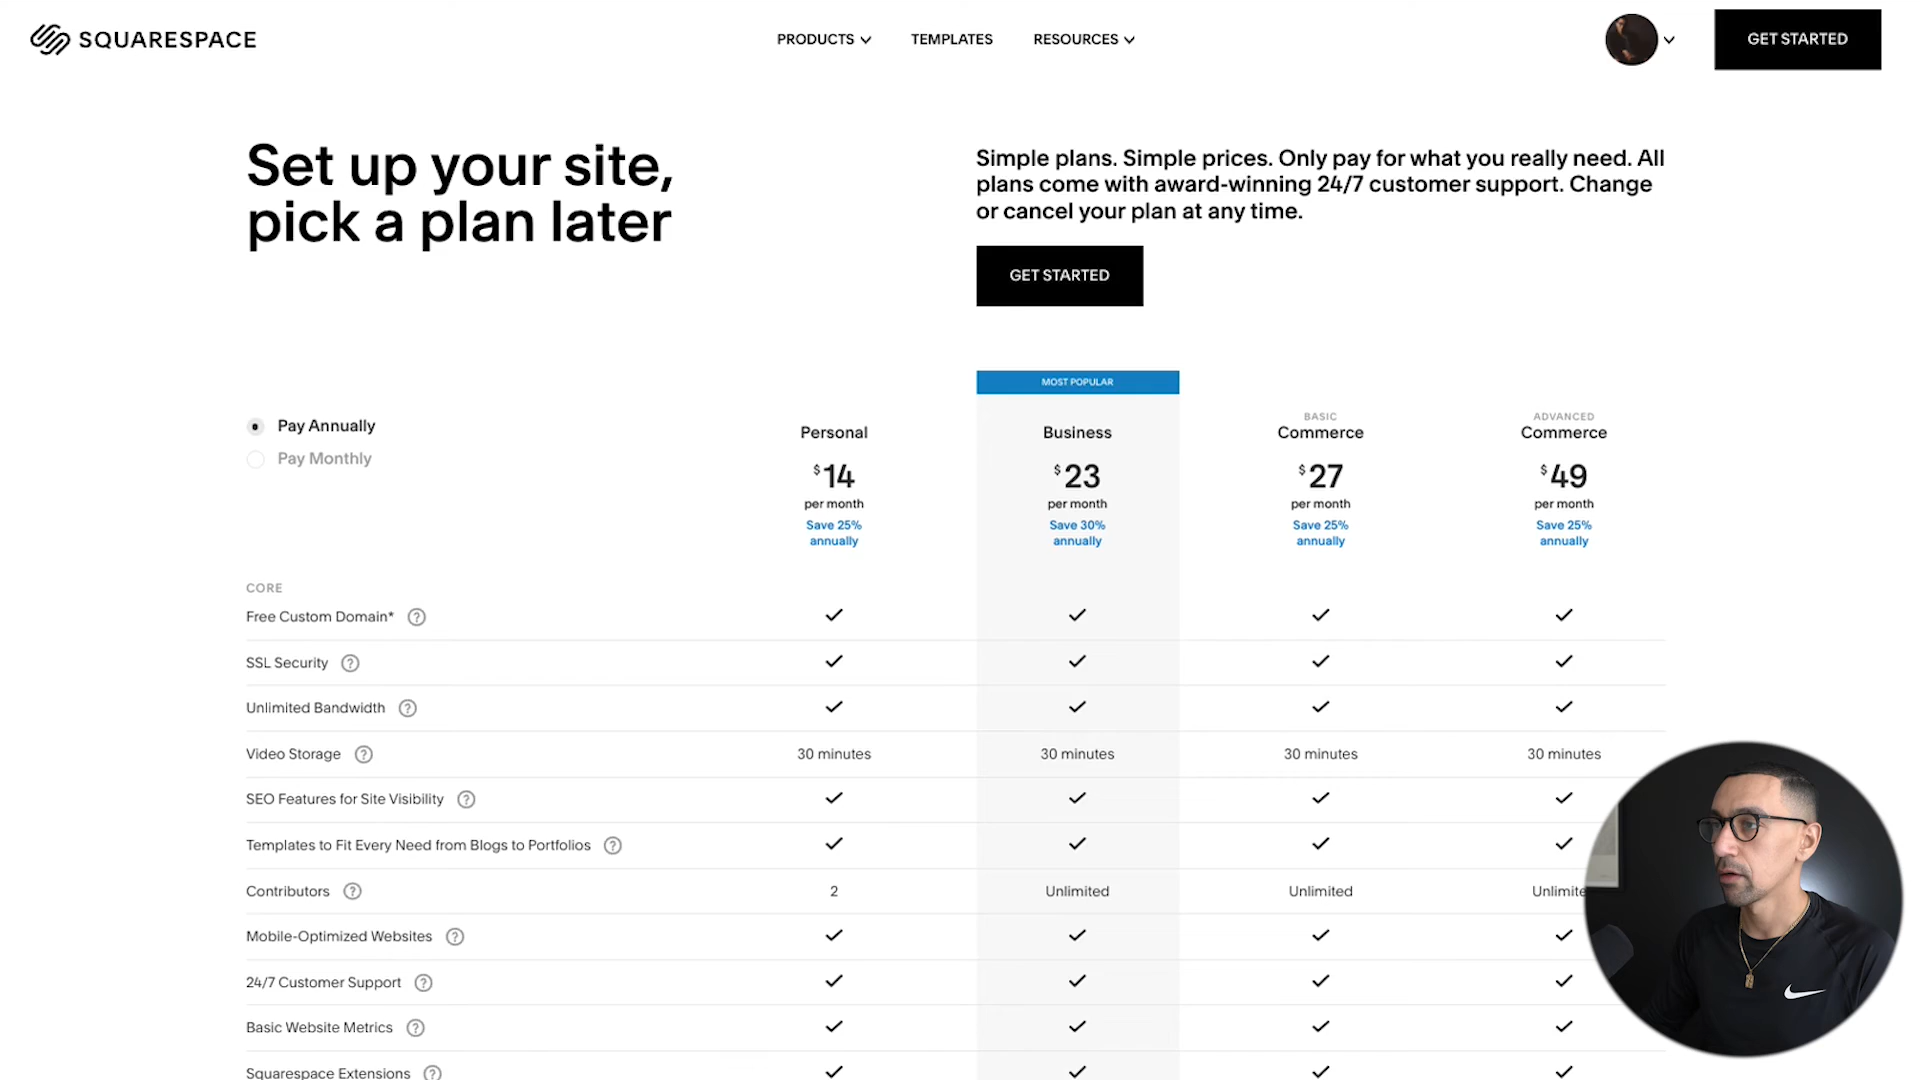 SQUARESPACE
PRODUCTS
TEMPLATES
RESOURCES
GET STARTED
Set up your site,
pick a plan later
Simple plans. Simple prices. Only pay for what you really need. All
plans come with award-winning 24/7 customer support. Change
or cancel your plan at any time.
GET STARTED
MOST POPULAR
Pay Annually
Pay Monthly
Personal
$14
per month
Save 25%
annually
Business
$23
per month
Save 30%
annually
BASIC
Commerce
$27
per month
Save 25%
annually
ADVANCED
Commerce
$49
per month
Save 25%
annually
CORE
Free Custom Domain* ?
SSL Security ?
Unlimited Bandwidth ?
Video Storage ? 30 minutes 30 minutes 30 minutes 30 minutes
SEO Features for Site Visibility ?
Templates to Fit Every Need from Blogs to Portfolios ?
Contributors ? 2 Unlimited Unlimited Unlimite
Mobile-Optimized Websites ?
24/7 Customer Support ?
Basic Website Metrics ?
Squarespace Extensions ?